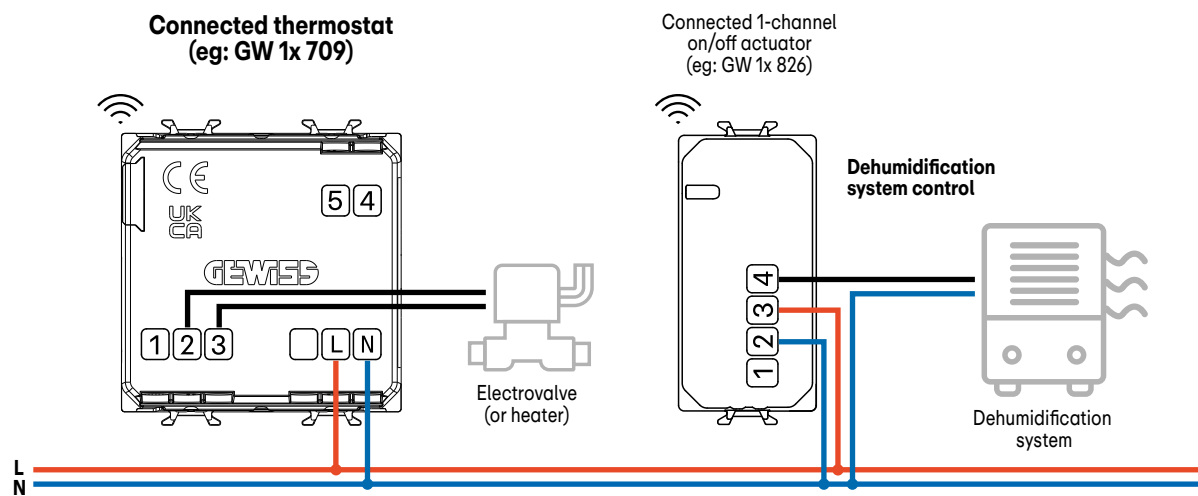 Connected thermostat
(eg: GW 1x 709)
Connected 1-channel
on/off actuator
(eg: GW 1x 826)
CE
UK
CA
5 4
GEWISS
1 2 3 L N
Electrovalve
(or heater)
Dehumidification
system control
4
3
2
1
Dehumidification
system
L
N